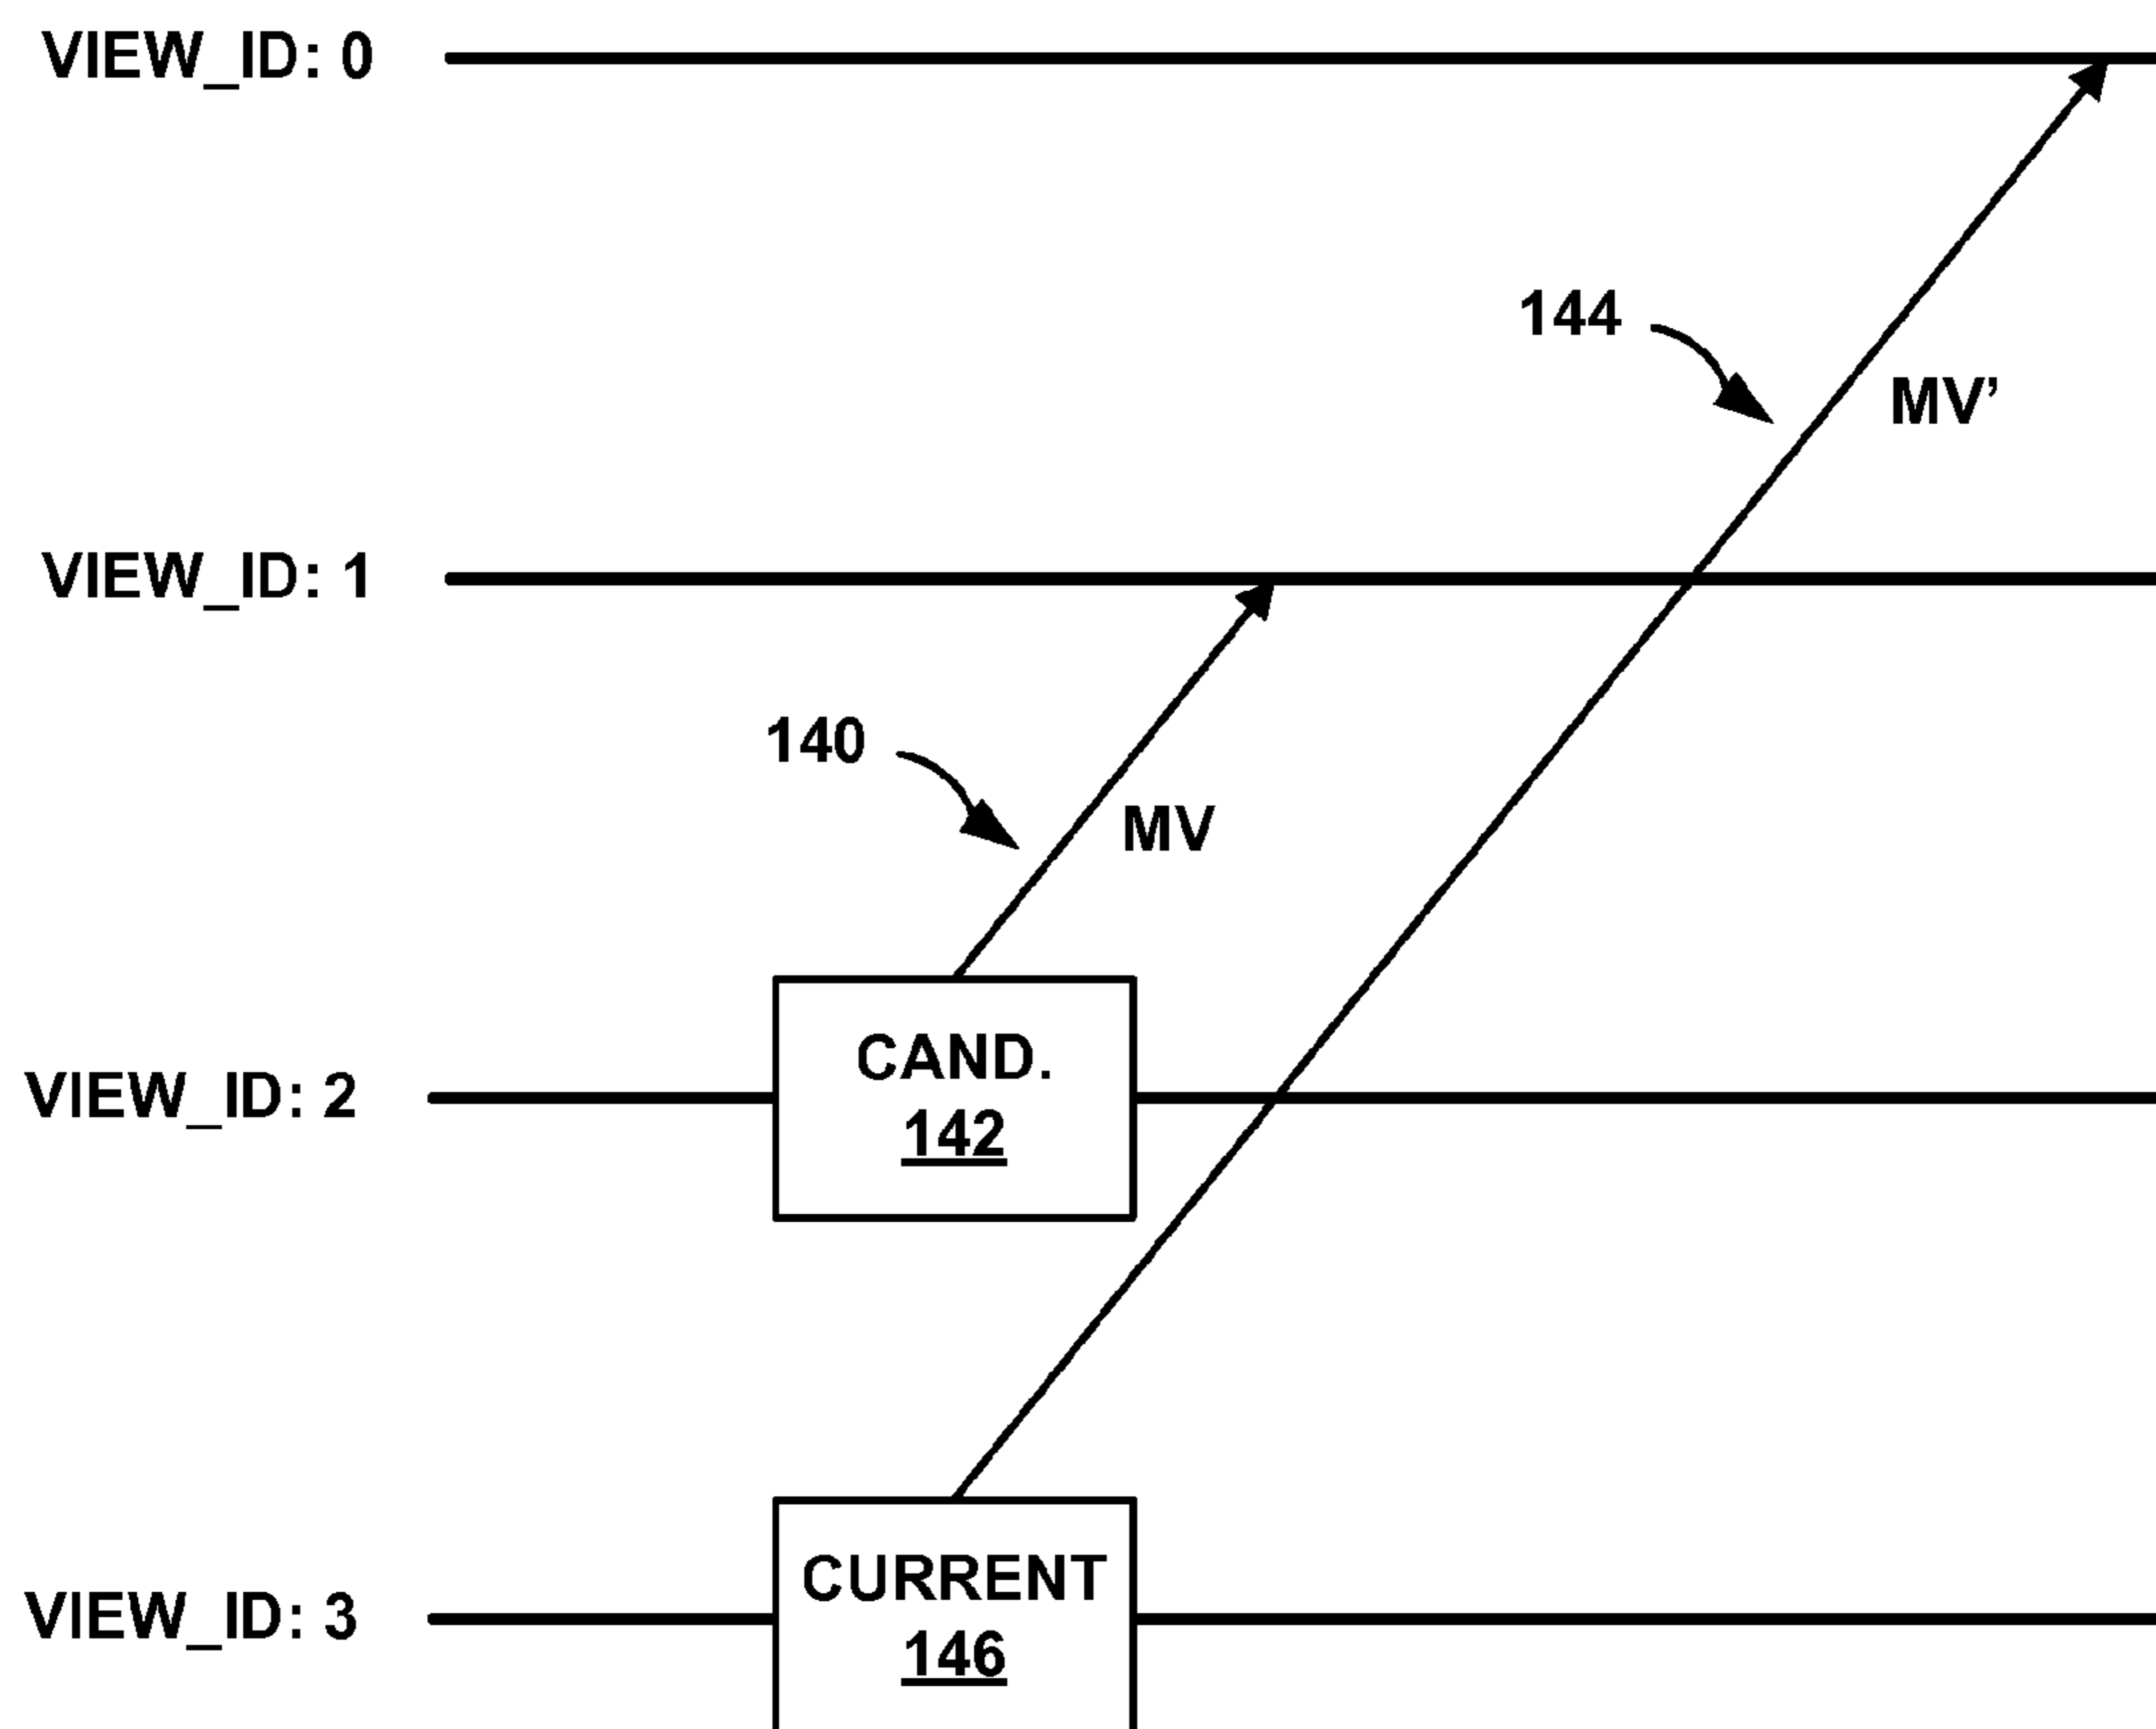 VIEW_ID: 0
144
MV’
VIEW_ID: 1
140
MV
CAND.
142
VIEW_ID: 2
CURRENT
146
VIEW_ID: 3